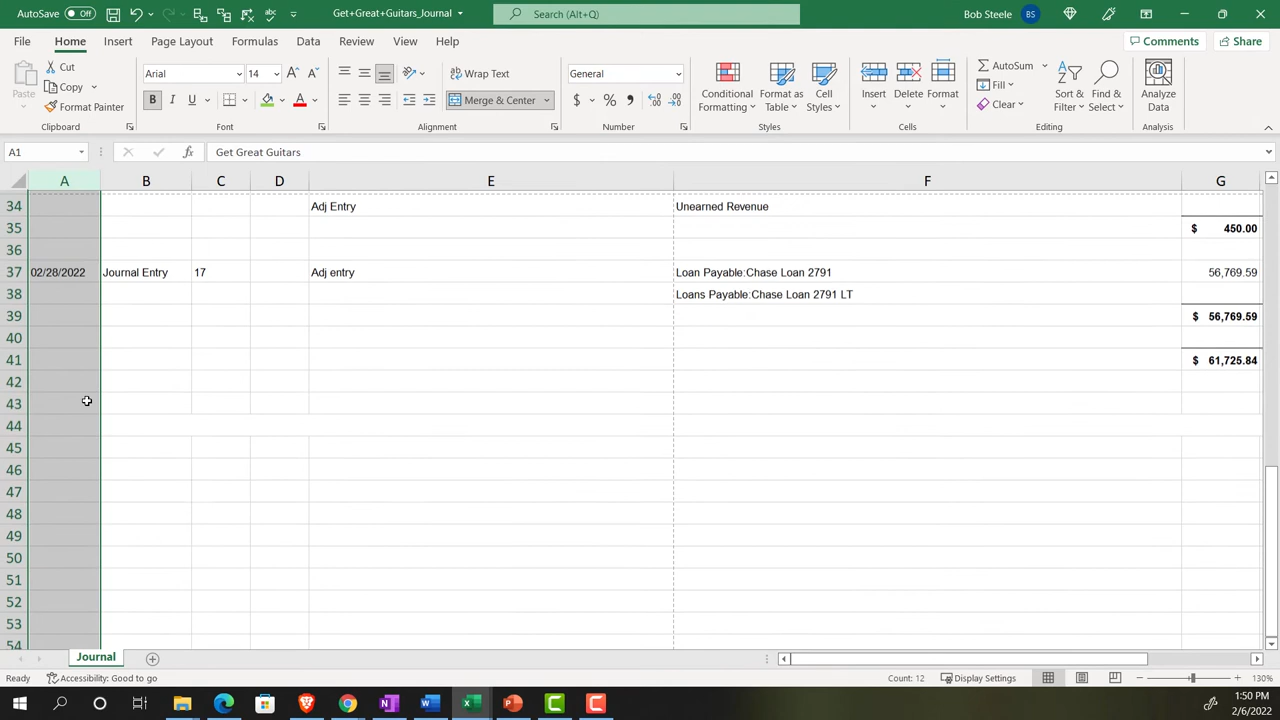 AutoSave Off Get+Great+Guitars_Journal Search (Alt+Q) Bob Steele BS
File Home Insert Page Layout Formulas Data Review View Help Comments Share
Paste Cut Copy Format Painter Clipboard
Arial 14 B I U A Font
Wrap Text Merge & Center Alignment
General $ % , Number
Conditional Formatting Format as Table Cell Styles Styles
Insert Delete Format Cells
AutoSum Fill Clear Sort & Filter Find & Select Editing
Analyze Data Analysis
A1 fx Get Great Guitars
A B C D E F G
34 Adj Entry Unearned Revenue
35 $ 450.00
36
37 02/28/2022 Journal Entry 17 Adj entry Loan Payable:Chase Loan 2791 56,769.59
38 Loans Payable:Chase Loan 2791 LT
39 $ 56,769.59
40
41 $ 61,725.84
42
43
44
45
46
47
48
49
50
51
52
53
54
Journal
Ready Accessibility: Good to go Count: 12 Display Settings 130%
1:50 PM
2/6/2022